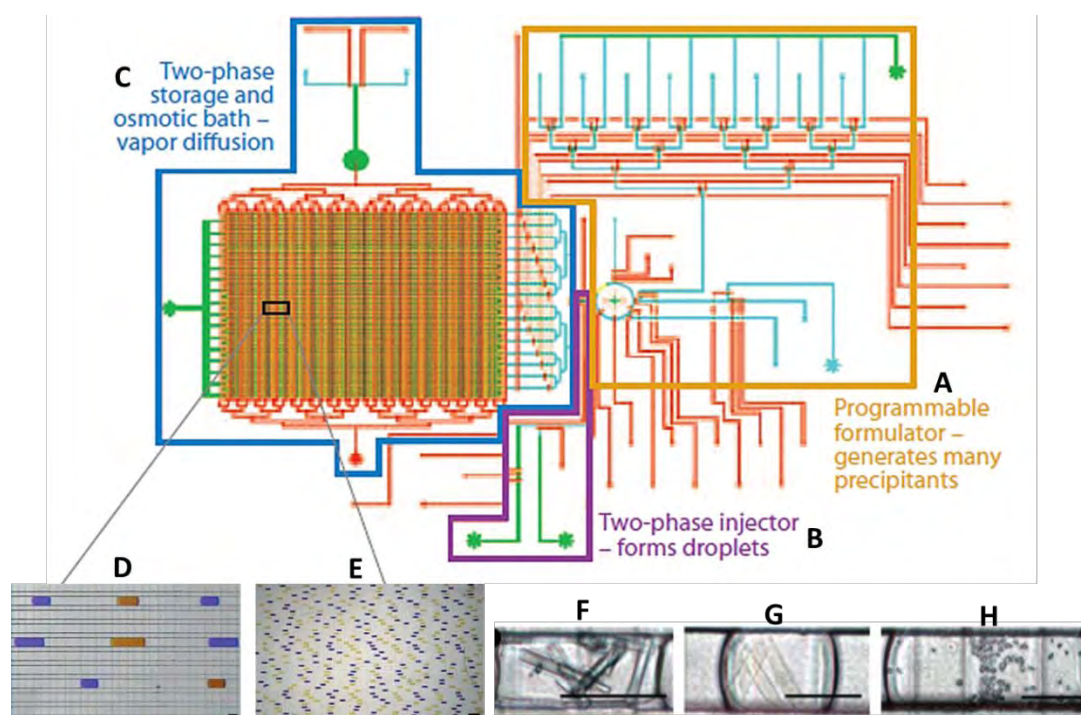 C
Two-phase
storage and
osmotic bath –
vapor diffusion
A
Programmable
formulator –
generates many
precipitants
Two-phase injector
– forms droplets
B
D
E
F
G
H